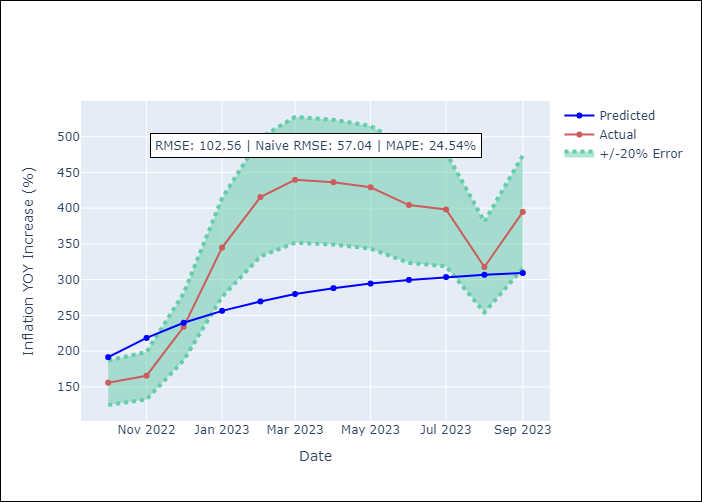 RMSE: 102.56 | Naive RMSE: 57.04 | MAPE: 24.54%
Predicted
Actual
+/-20% Error
Inflation YOY Increase (%)
500
450
400
350
300
250
200
150
Nov 2022 Jan 2023 Mar 2023 May 2023 Jul 2023 Sep 2023
Date